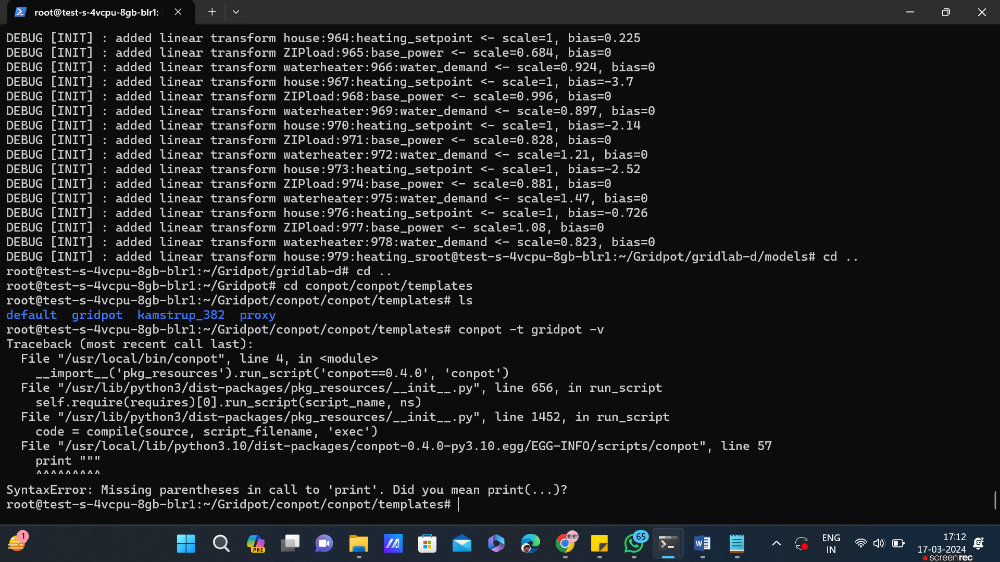 root@test-s-4vcpu-8gb-blr1:
DEBUG [INIT] : added linear transform house:964:heating_setpoint <- scale=1, bias=0.225
DEBUG [INIT] : added linear transform ZIPload:965:base_power <- scale=0.684, bias=0
DEBUG [INIT] : added linear transform waterheater:966:water_demand <- scale=0.924, bias=0
DEBUG [INIT] : added linear transform house:967:heating_setpoint <- scale=1, bias=-3.7
DEBUG [INIT] : added linear transform ZIPload:968:base_power <- scale=0.996, bias=0
DEBUG [INIT] : added linear transform waterheater:969:water_demand <- scale=0.897, bias=0
DEBUG [INIT] : added linear transform house:970:heating_setpoint <- scale=1, bias=-2.14
DEBUG [INIT] : added linear transform ZIPload:971:base_power <- scale=0.828, bias=0
DEBUG [INIT] : added linear transform waterheater:972:water_demand <- scale=1.21, bias=0
DEBUG [INIT] : added linear transform house:973:heating_setpoint <- scale=1, bias=-2.52
DEBUG [INIT] : added linear transform ZIPload:974:base_power <- scale=0.881, bias=0
DEBUG [INIT] : added linear transform waterheater:975:water_demand <- scale=1.47, bias=0
DEBUG [INIT] : added linear transform house:976:heating_setpoint <- scale=1, bias=-0.726
DEBUG [INIT] : added linear transform ZIPload:977:base_power <- scale=1.08, bias=0
DEBUG [INIT] : added linear transform waterheater:978:water_demand <- scale=0.823, bias=0
DEBUG [INIT] : added linear transform house:979:heating_sroot@test-s-4vcpu-8gb-blr1:~/Gridpot/gridlab-d/models# cd ..
root@test-s-4vcpu-8gb-blr1:~/Gridpot/gridlab-d# cd ..
root@test-s-4vcpu-8gb-blr1:~/Gridpot# cd conpot/conpot/templates
root@test-s-4vcpu-8gb-blr1:~/Gridpot/conpot/conpot/templates# ls
default  gridpot  kamstrup_382  proxy
root@test-s-4vcpu-8gb-blr1:~/Gridpot/conpot/conpot/templates# conpot -t gridpot -v
Traceback (most recent call last):
  File "/usr/local/bin/conpot", line 4, in <module>
    __import__('pkg_resources').run_script('conpot==0.4.0', 'conpot')
  File "/usr/lib/python3/dist-packages/pkg_resources/__init__.py", line 656, in run_script
    self.require(requires)[0].run_script(script_name, ns)
  File "/usr/lib/python3/dist-packages/pkg_resources/__init__.py", line 1452, in run_script
    code = compile(source, script_filename, 'exec')
  File "/usr/local/lib/python3.10/dist-packages/conpot-0.4.0-py3.10.egg/EGG-INFO/scripts/conpot", line 57
    print """
    ^^^^^^^^^
SyntaxError: Missing parentheses in call to 'print'. Did you mean print(...)?
root@test-s-4vcpu-8gb-blr1:~/Gridpot/conpot/conpot/templates#
1
PRE
65
ENG
IN
17:12
17-03-2024
screenrec